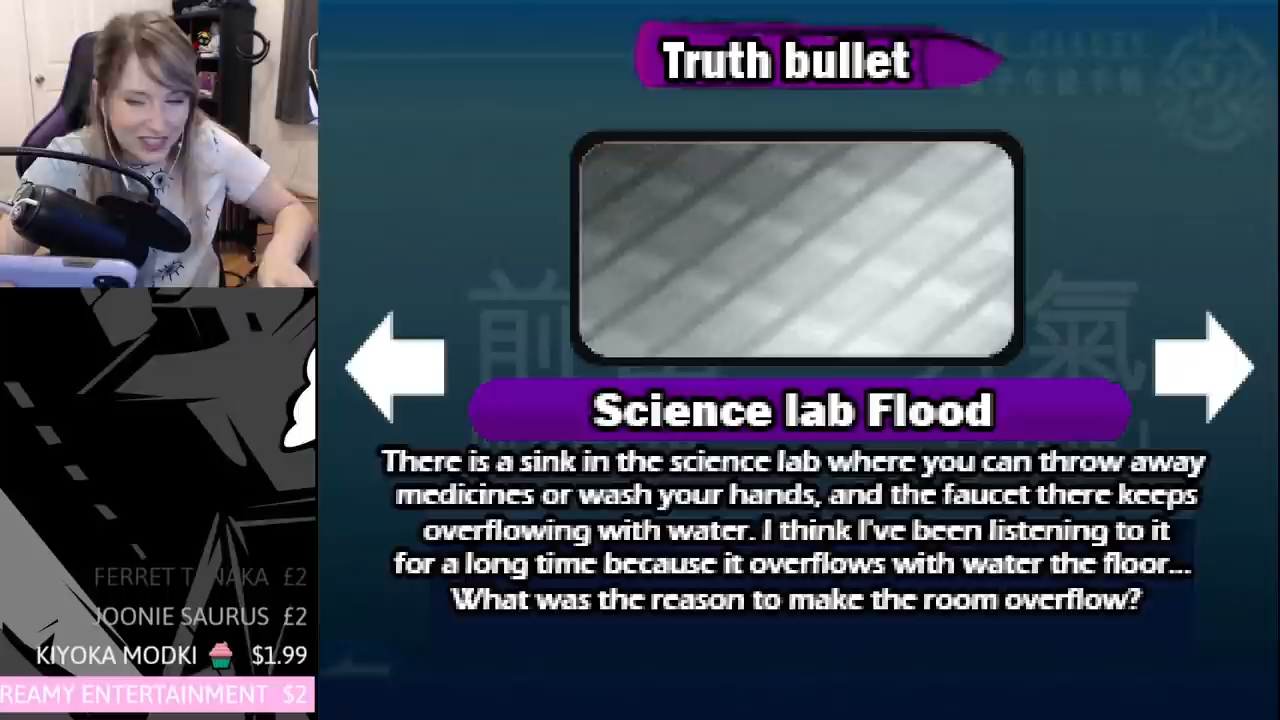 Truth bullet
Science lab Flood
There is a sink in the science lab where you can throw away
medicines or wash your hands, and the faucet there keeps
overflowing with water. I think I've been listening to it
for a long time because it overflows with water the floor...
What was the reason to make the room overflow?
FERRET TANAKA £2
JOONIE SAURUS £2
KIYOKA MODKI 🧁 $1.99
REAMY ENTERTAINMENT $2